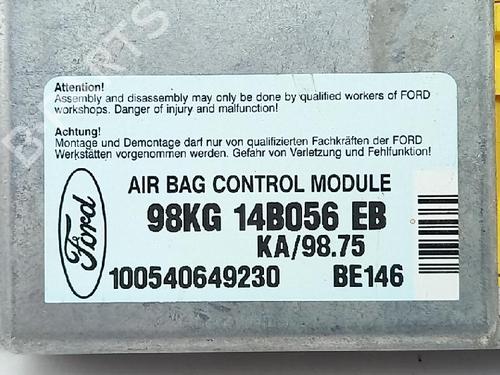 Attention!
Assembly and disassembly may only be done by qualified workers of FORD
workshops. Danger of injury and malfunction!
Achtung!
Montage und Demontage darf nur von qualifizierten Fachkräften der FORD
Werkstätten vorgenommen werden. Gefahr von Verletzung und Fehlfunktion!
AIR BAG CONTROL MODULE
98KG 14B056 EB
KA/98.75
Ford
100540649230 BE146